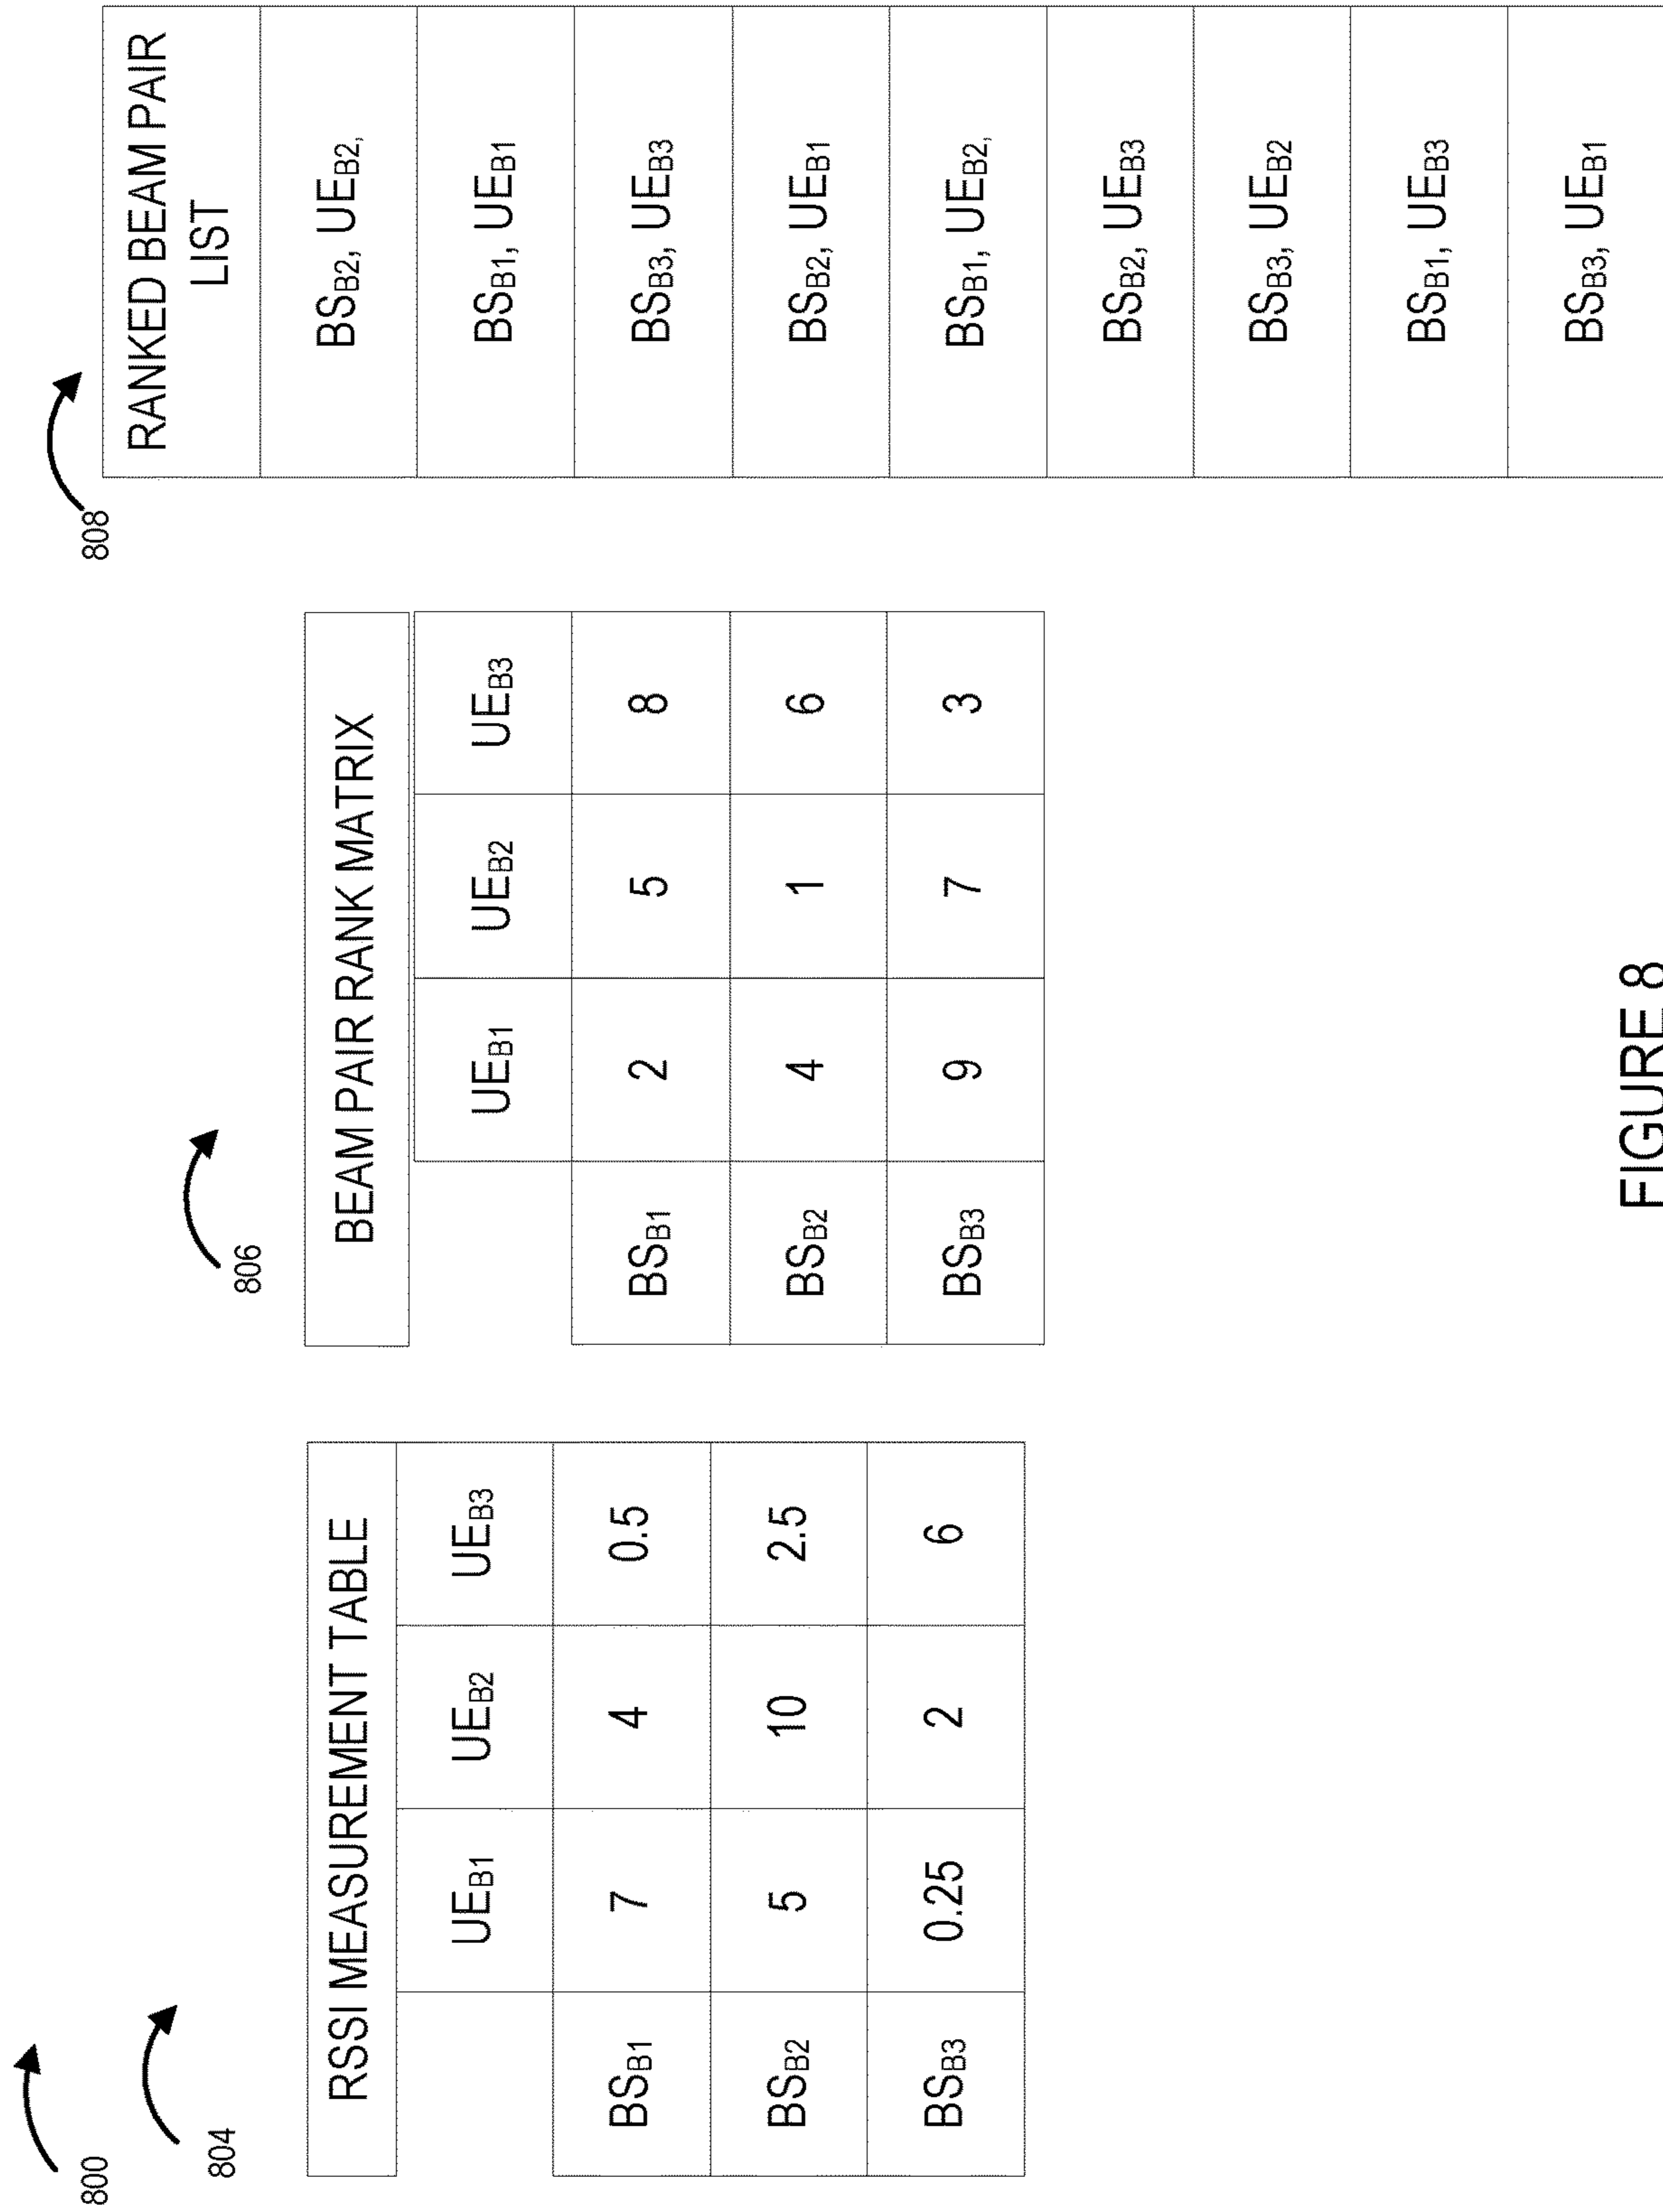 800
804
RSSI MEASUREMENT TABLE
UEB1 UEB2 UEB3
BSB1 7 4 0.5
BSB2 5 10 2.5
BSB3 0.25 2 6
806
BEAM PAIR RANK MATRIX
UEB1 UEB2 UEB3
BSB1 2 5 8
BSB2 4 1 6
BSB3 9 7 3
808
RANKED BEAM PAIR
LIST
BSB2, UEB2,
BSB1, UEB1
BSB3, UEB3
BSB2, UEB1
BSB1, UEB2,
BSB2, UEB3
BSB3, UEB2
BSB1, UEB3
BSB3, UEB1
FIGURE 8